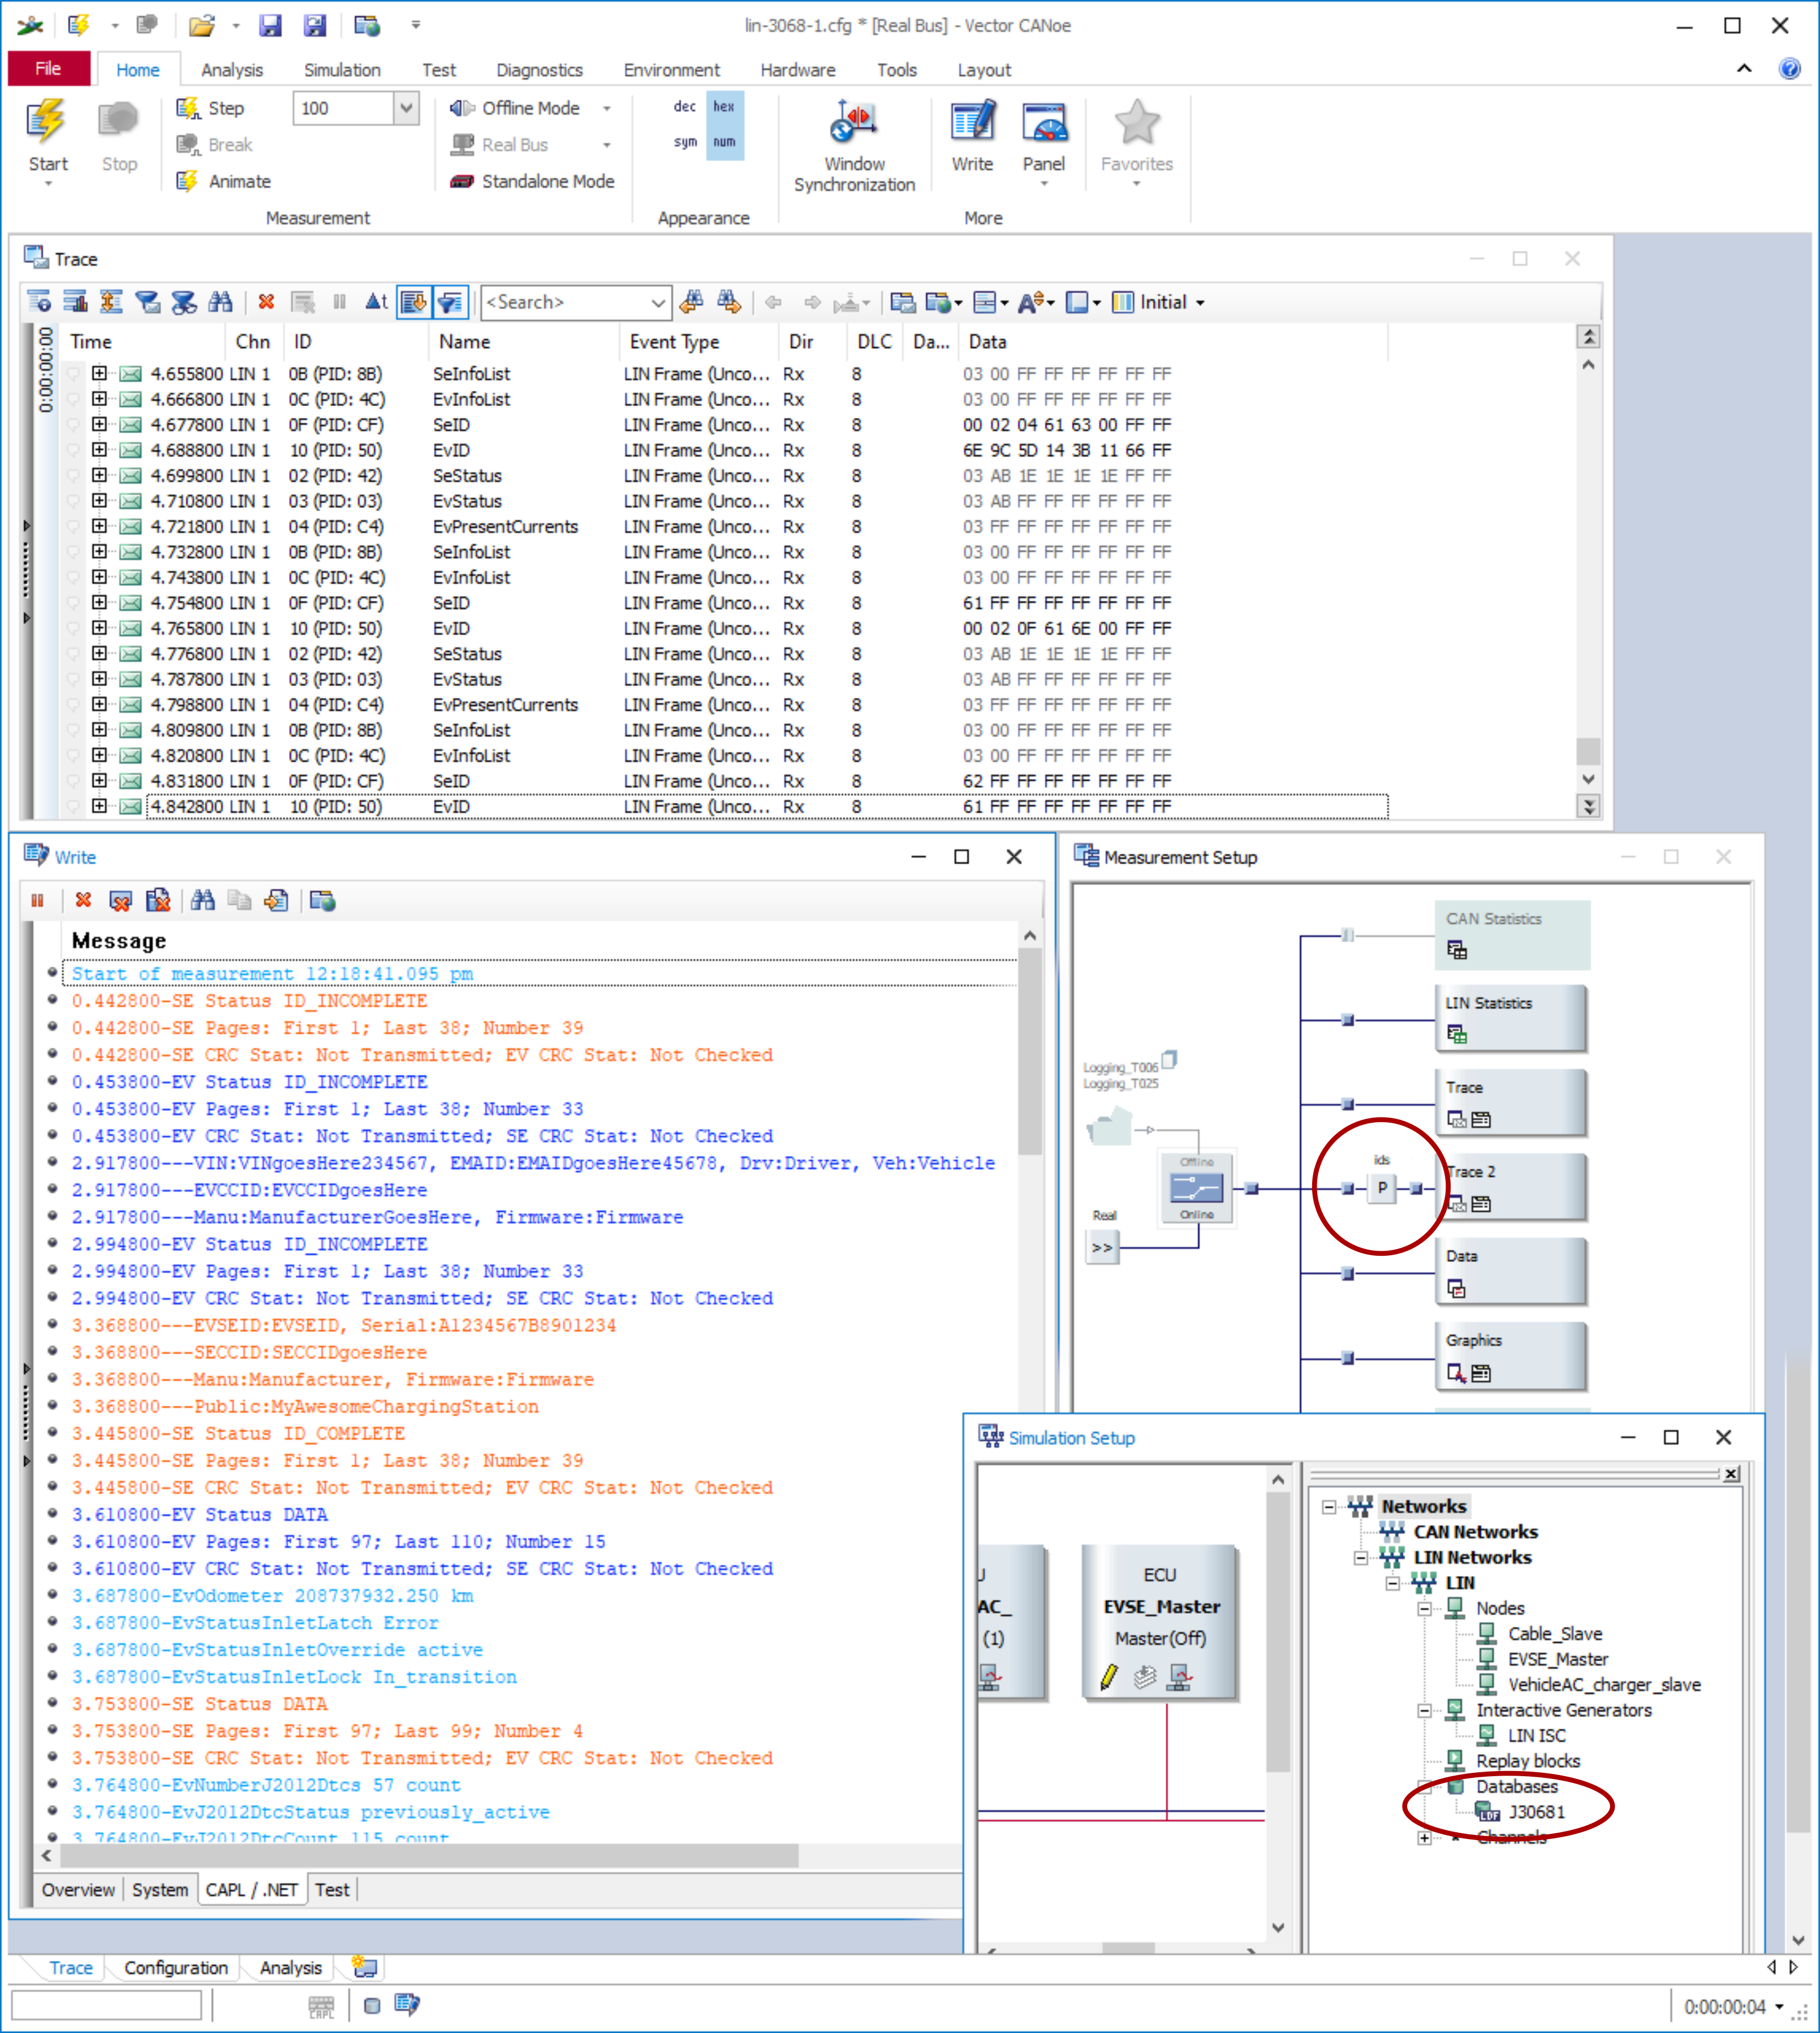 lin-3068-1.cfg * [Real Bus] - Vector CANoe
File Home Analysis Simulation Test Diagnostics Environment Hardware Tools Layout
Start
Stop
Step
Break
Animate
100
Offline Mode
Real Bus
Standalone Mode
dec hex
sym num
Window
Synchronization
Write
Panel
Favorites
Measurement Appearance More
Trace
<Search> Δt Initial
0:00:00:00
Time Chn ID Name Event Type Dir DLC Da... Data
4.655800 LIN 1 0B (PID: 8B) SeInfoList LIN Frame (Unco... Rx 8 03 00 FF FF FF FF FF FF
4.666800 LIN 1 0C (PID: 4C) EvInfoList LIN Frame (Unco... Rx 8 03 00 FF FF FF FF FF FF
4.677800 LIN 1 0F (PID: CF) SeID LIN Frame (Unco... Rx 8 00 02 04 61 63 00 FF FF
4.688800 LIN 1 10 (PID: 50) EvID LIN Frame (Unco... Rx 8 6E 9C 5D 14 3B 11 66 FF
4.699800 LIN 1 02 (PID: 42) SeStatus LIN Frame (Unco... Rx 8 03 AB 1E 1E 1E 1E FF FF
4.710800 LIN 1 03 (PID: 03) EvStatus LIN Frame (Unco... Rx 8 03 AB FF FF FF FF FF FF
4.721800 LIN 1 04 (PID: C4) EvPresentCurrents LIN Frame (Unco... Rx 8 03 FF FF FF FF FF FF FF
4.732800 LIN 1 0B (PID: 8B) SeInfoList LIN Frame (Unco... Rx 8 03 00 FF FF FF FF FF FF
4.743800 LIN 1 0C (PID: 4C) EvInfoList LIN Frame (Unco... Rx 8 03 00 FF FF FF FF FF FF
4.754800 LIN 1 0F (PID: CF) SeID LIN Frame (Unco... Rx 8 61 FF FF FF FF FF FF FF
4.765800 LIN 1 10 (PID: 50) EvID LIN Frame (Unco... Rx 8 00 02 0F 61 6E 00 FF FF
4.776800 LIN 1 02 (PID: 42) SeStatus LIN Frame (Unco... Rx 8 03 AB 1E 1E 1E 1E FF FF
4.787800 LIN 1 03 (PID: 03) EvStatus LIN Frame (Unco... Rx 8 03 AB FF FF FF FF FF FF
4.798800 LIN 1 04 (PID: C4) EvPresentCurrents LIN Frame (Unco... Rx 8 03 FF FF FF FF FF FF FF
4.809800 LIN 1 0B (PID: 8B) SeInfoList LIN Frame (Unco... Rx 8 03 00 FF FF FF FF FF FF
4.820800 LIN 1 0C (PID: 4C) EvInfoList LIN Frame (Unco... Rx 8 03 00 FF FF FF FF FF FF
4.831800 LIN 1 0F (PID: CF) SeID LIN Frame (Unco... Rx 8 62 FF FF FF FF FF FF FF
4.842800 LIN 1 10 (PID: 50) EvID LIN Frame (Unco... Rx 8 61 FF FF FF FF FF FF FF
Write
Message
Start of measurement 12:18:41.095 pm
0.442800-SE Status ID_INCOMPLETE
0.442800-SE Pages: First 1; Last 38; Number 39
0.442800-SE CRC Stat: Not Transmitted; EV CRC Stat: Not Checked
0.453800-EV Status ID_INCOMPLETE
0.453800-EV Pages: First 1; Last 38; Number 33
0.453800-EV CRC Stat: Not Transmitted; SE CRC Stat: Not Checked
2.917800---VIN:VINgoesHere234567, EMAID:EMAIDgoesHere45678, Drv:Driver, Veh:Vehicle
2.917800---EVCCID:EVCCIDgoesHere
2.917800---Manu:ManufacturerGoesHere, Firmware:Firmware
2.994800-EV Status ID_INCOMPLETE
2.994800-EV Pages: First 1; Last 38; Number 33
2.994800-EV CRC Stat: Not Transmitted; SE CRC Stat: Not Checked
3.368800---EVSEID:EVSEID, Serial:A1234567B8901234
3.368800---SECCID:SECCIDgoesHere
3.368800---Manu:Manufacturer, Firmware:Firmware
3.368800---Public:MyAwesomeChargingStation
3.445800-SE Status ID_COMPLETE
3.445800-SE Pages: First 1; Last 38; Number 39
3.445800-SE CRC Stat: Not Transmitted; EV CRC Stat: Not Checked
3.610800-EV Status DATA
3.610800-EV Pages: First 97; Last 110; Number 15
3.610800-EV CRC Stat: Not Transmitted; SE CRC Stat: Not Checked
3.687800-EvOdometer 208737932.250 km
3.687800-EvStatusInletLatch Error
3.687800-EvStatusInletOverride active
3.687800-EvStatusInletLock In_transition
3.753800-SE Status DATA
3.753800-SE Pages: First 97; Last 99; Number 4
3.753800-SE CRC Stat: Not Transmitted; EV CRC Stat: Not Checked
3.764800-EvNumberJ2012Dtcs 57 count
3.764800-EvJ2012DtcStatus previously_active
3.764800-EvJ2012DtcCount 115 count
Overview System CAPL / .NET Test
Measurement Setup
CAN Statistics
LIN Statistics
Logging_T006
Logging_T025
Trace
Offline
Online
Real
>>
ids
P
Trace 2
Data
Graphics
Simulation Setup
J
AC_
(1)
ECU
EVSE_Master
Master(Off)
Networks
CAN Networks
LIN Networks
LIN
Nodes
Cable_Slave
EVSE_Master
VehicleAC_charger_slave
Interactive Generators
LIN ISC
Replay blocks
Databases
LDF J30681
Channels
Trace Configuration Analysis
CAPL
0:00:00:04